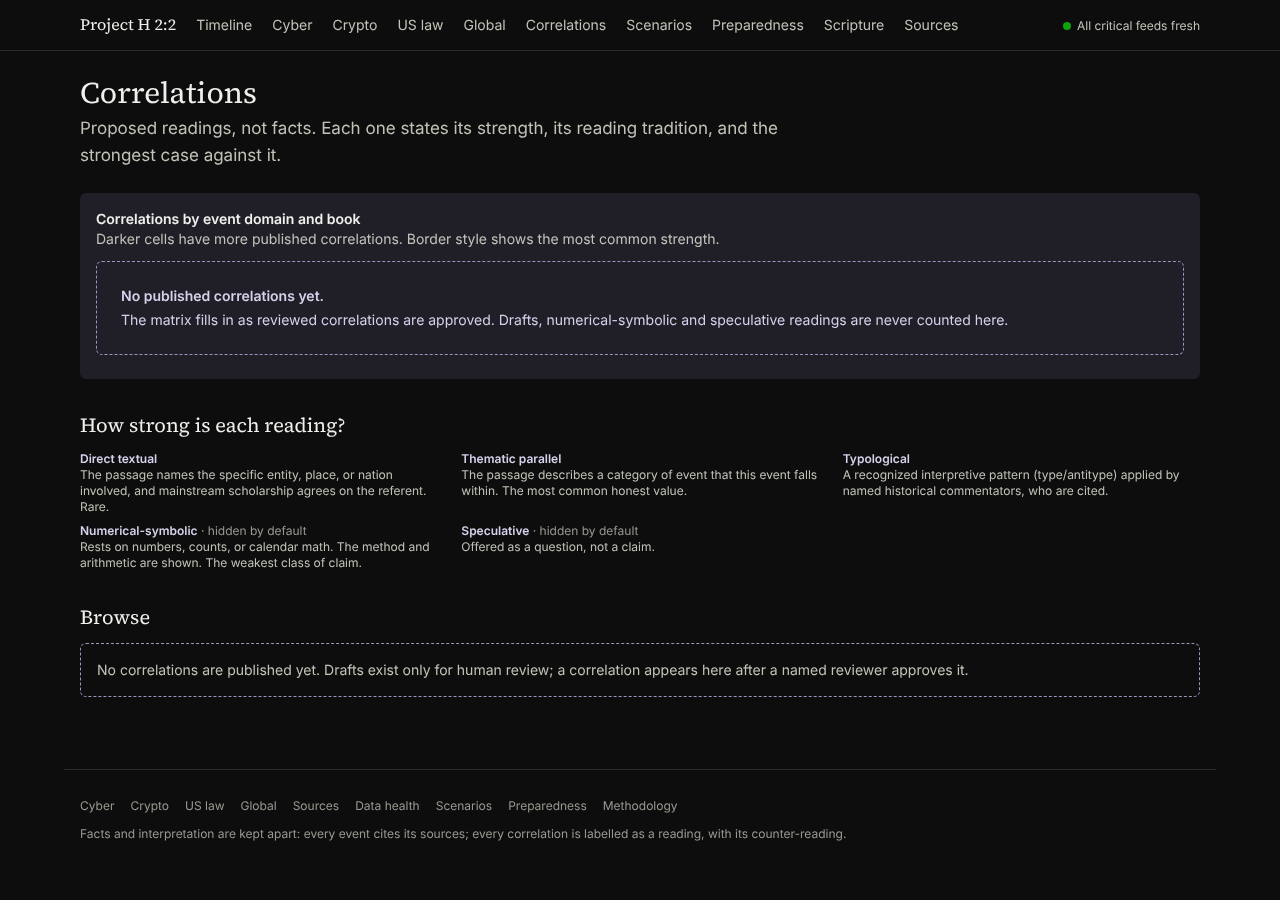 Project H 2:2 Timeline Cyber Crypto US law Global Correlations Scenarios Preparedness Scripture Sources All critical feeds fresh
Correlations
Proposed readings, not facts. Each one states its strength, its reading tradition, and the
strongest case against it.
Correlations by event domain and book
Darker cells have more published correlations. Border style shows the most common strength.
No published correlations yet.
The matrix fills in as reviewed correlations are approved. Drafts, numerical-symbolic and speculative readings are never counted here.
How strong is each reading?
Direct textual
The passage names the specific entity, place, or nation
involved, and mainstream scholarship agrees on the referent.
Rare.
Thematic parallel
The passage describes a category of event that this event falls
within. The most common honest value.
Typological
A recognized interpretive pattern (type/antitype) applied by
named historical commentators, who are cited.
Numerical-symbolic · hidden by default
Rests on numbers, counts, or calendar math. The method and
arithmetic are shown. The weakest class of claim.
Speculative · hidden by default
Offered as a question, not a claim.
Browse
No correlations are published yet. Drafts exist only for human review; a correlation appears here after a named reviewer approves it.
Cyber Crypto US law Global Sources Data health Scenarios Preparedness Methodology
Facts and interpretation are kept apart: every event cites its sources; every correlation is labelled as a reading, with its counter-reading.